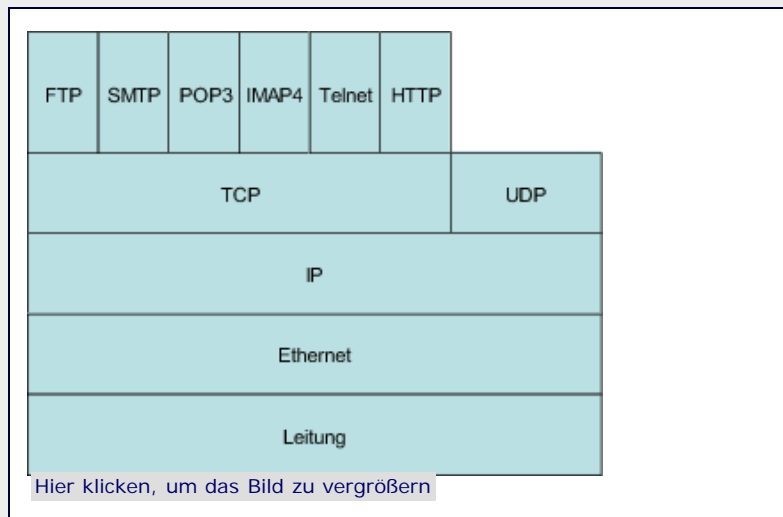 FTP SMTP POP3 IMAP4 Telnet HTTP
TCP UDP
IP
Ethernet
Leitung
Hier klicken, um das Bild zu vergrößern